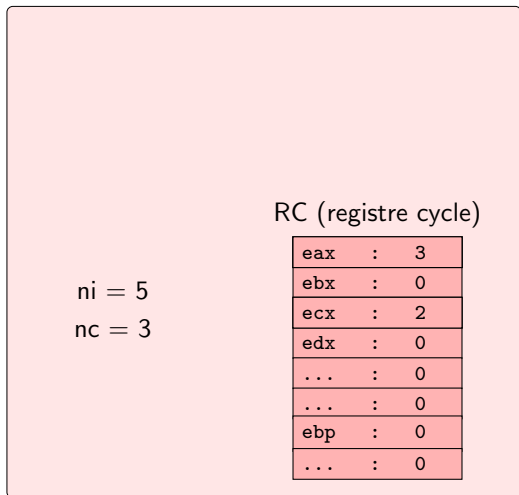 RC (registre cycle)
eax : 3
ebx : 0
ni = 5
ecx : 2
nc = 3
edx : 0
... : 0
... : 0
ebp : 0
... : 0